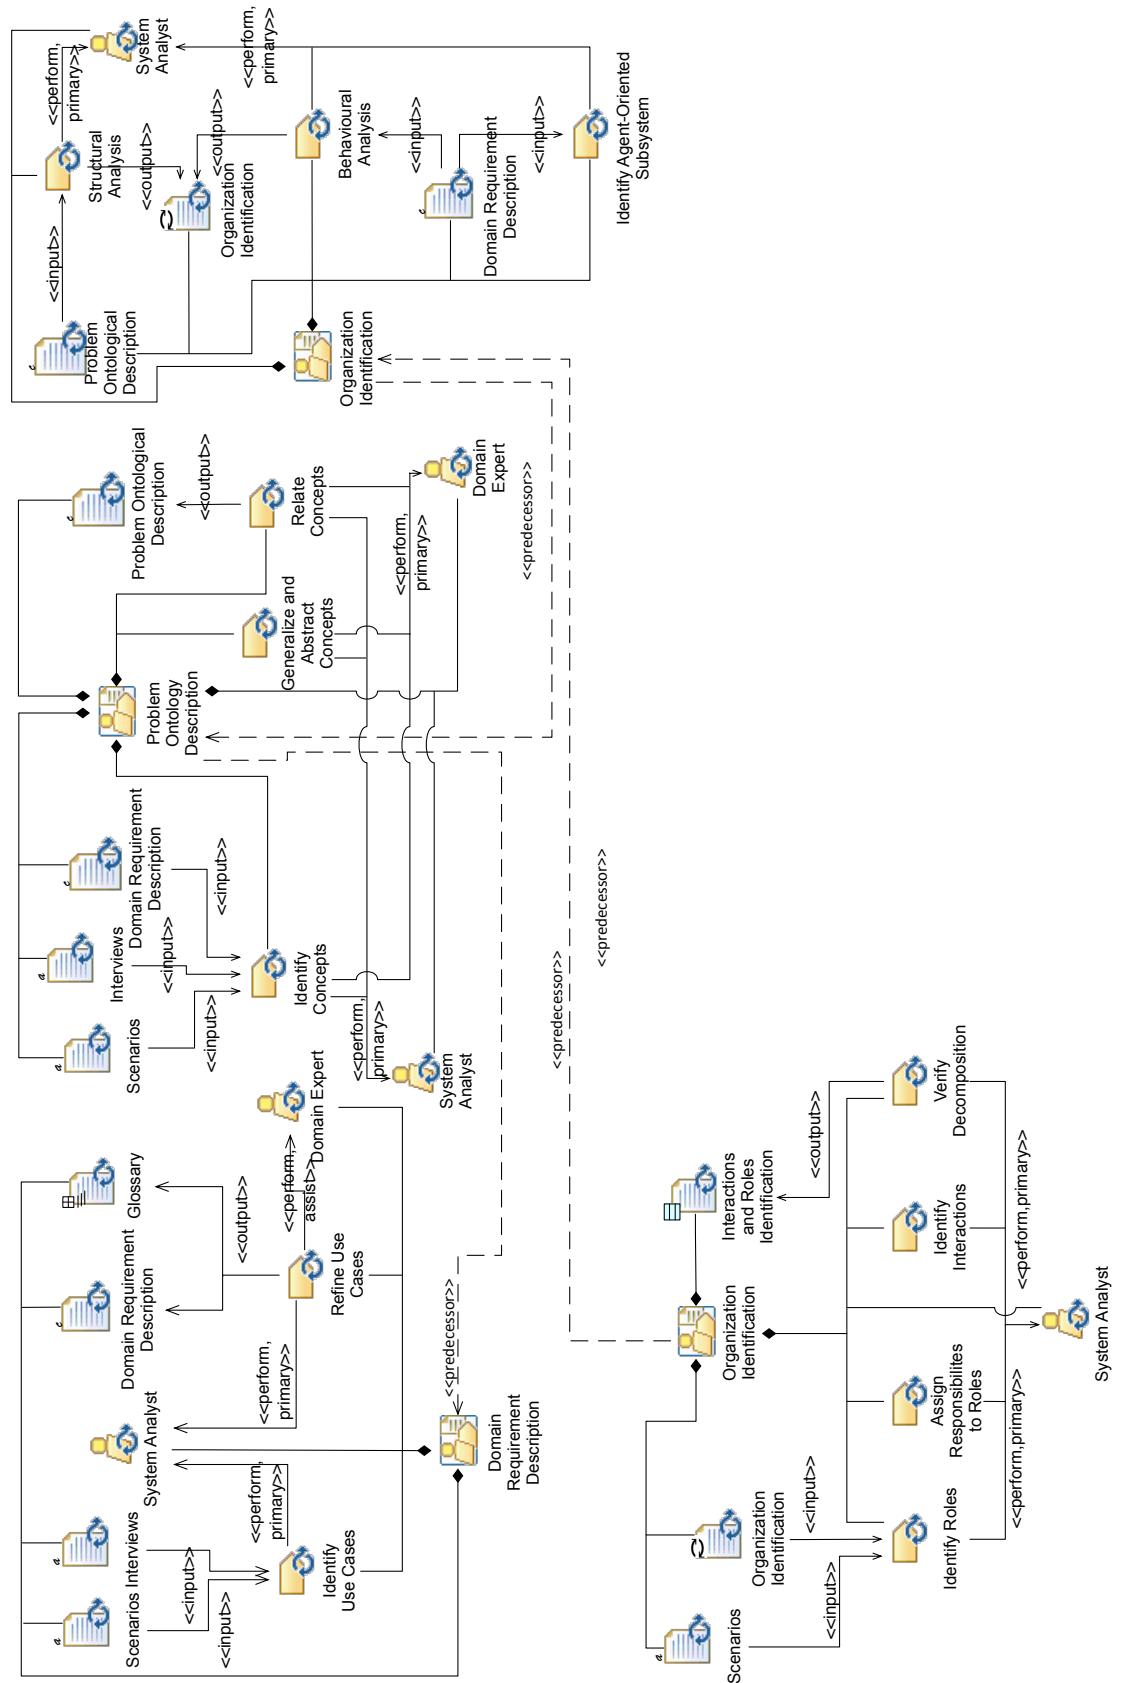 Scenarios Interviews
System Analyst
Domain Requirement
Description
Glossary
<<input>>
<<input>>
<<perform,
primary>>
<<perform,
primary>>
<<output>>
<<perform,
assist>>
Identify
Use Cases
Refine Use
Cases
Domain Expert
<<predecessor>>
Domain
Requirement
Description
Scenarios
Interviews
Domain Requirement
Description
Problem
Ontology
Description
Problem Ontological
Description
<<input>>
<<input>>
<<input>>
<<output>>
Identify
Concepts
Generalize and
Abstract
Concepts
Relate
Concepts
<<perform,
primary>>
<<perform,
primary>>
System
Analyst
Domain
Expert
<<predecessor>>
<<predecessor>>
<<predecessor>>
Problem
Ontological
Description
<<input>>
Structural
Analysis
<<perform,
primary>>
System
Analyst
<<output>>
<<output>>
<<perform,
primary>>
Organization
Identification
Organization
Identification
Behavioural
Analysis
<<input>>
Domain Requirement
Description
<<input>>
Identify Agent-Oriented
Subsystem
Scenarios
Organization
Identification
Organization
Identification
Interactions
and Roles
Identification
<<input>>
<<input>>
<<output>>
Identify Roles
Assign
Responsibilites
to Roles
Identify
Interactions
Verify
Decomposition
<<perform,primary>>
<<perform,primary>>
System Analyst